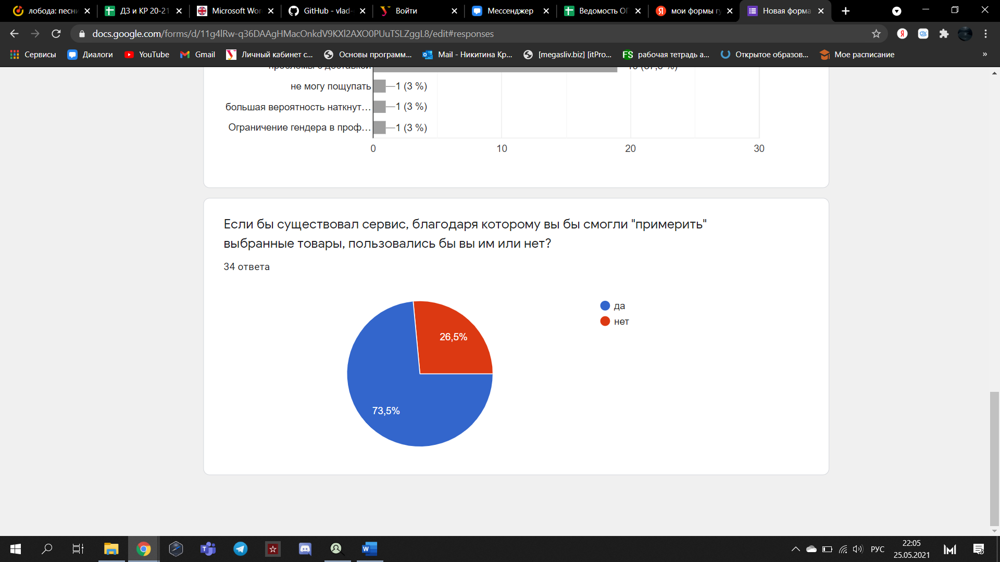 лобода: песни
ДЗ и КР 20-21
Microsoft Wor
GitHub - vlad-
Войти
Мессенджер
Ведомость ОП
мои формы гу
Новая форма
docs.google.com/forms/d/11g4lRw-q36DAAgHMacOnkdV9KXl2AXO0PUuTSLZggL8/edit#responses
Сервисы
Диалоги
YouTube
Gmail
Личный кабинет с...
Основы программ...
Mail - Никитина Кр...
[megasliv.biz] [itPro...
рабочая тетрадь а...
Открытое образов...
Мое расписание
»
проблемы с доставкой
не могу пощупать 1 (3 %)
большая вероятность наткнут... 1 (3 %)
Ограничение гендера в проф... 1 (3 %)
0 10 20 30
Если бы существовал сервис, благодаря которому вы бы смогли "примерить"
выбранные товары, пользовались бы вы им или нет?
34 ответа
да
нет
26,5%
73,5%
22:05
РУС
25.05.2021